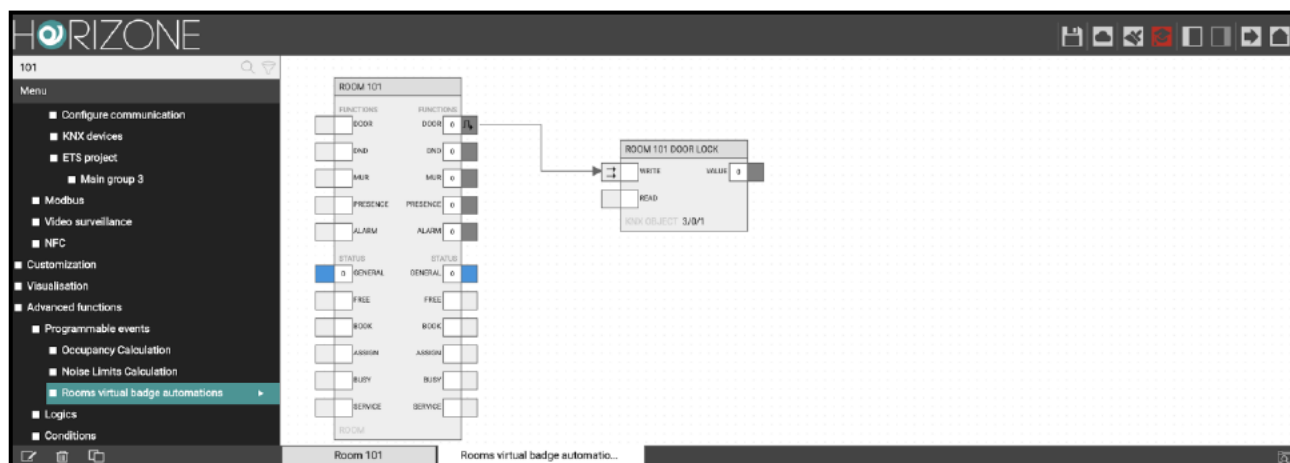 HORIZONE
101
Menu
Configure communication
KNX devices
ETS project
Main group 3
Modbus
Video surveillance
NFC
Customization
Visualisation
Advanced functions
Programmable events
Occupancy Calculation
Noise Limits Calculation
Rooms virtual badge automations
Logics
Conditions
ROOM 101
FUNCTIONS FUNCTIONS
DOOR DOOR 0
DND DND 0
MUR MUR 0
PRESENCE PRESENCE 0
ALARM ALARM 0
STATUS STATUS
0 GENERAL GENERAL 0
FREE FREE
BOOK BOOK
ASSIGN ASSIGN
BUSY BUSY
SERVICE SERVICE
ROOM
ROOM 101 DOOR LOCK
WRITE VALUE 0
READ
KNX OBJECT 3/0/1
Room 101 Rooms virtual badge automatio...